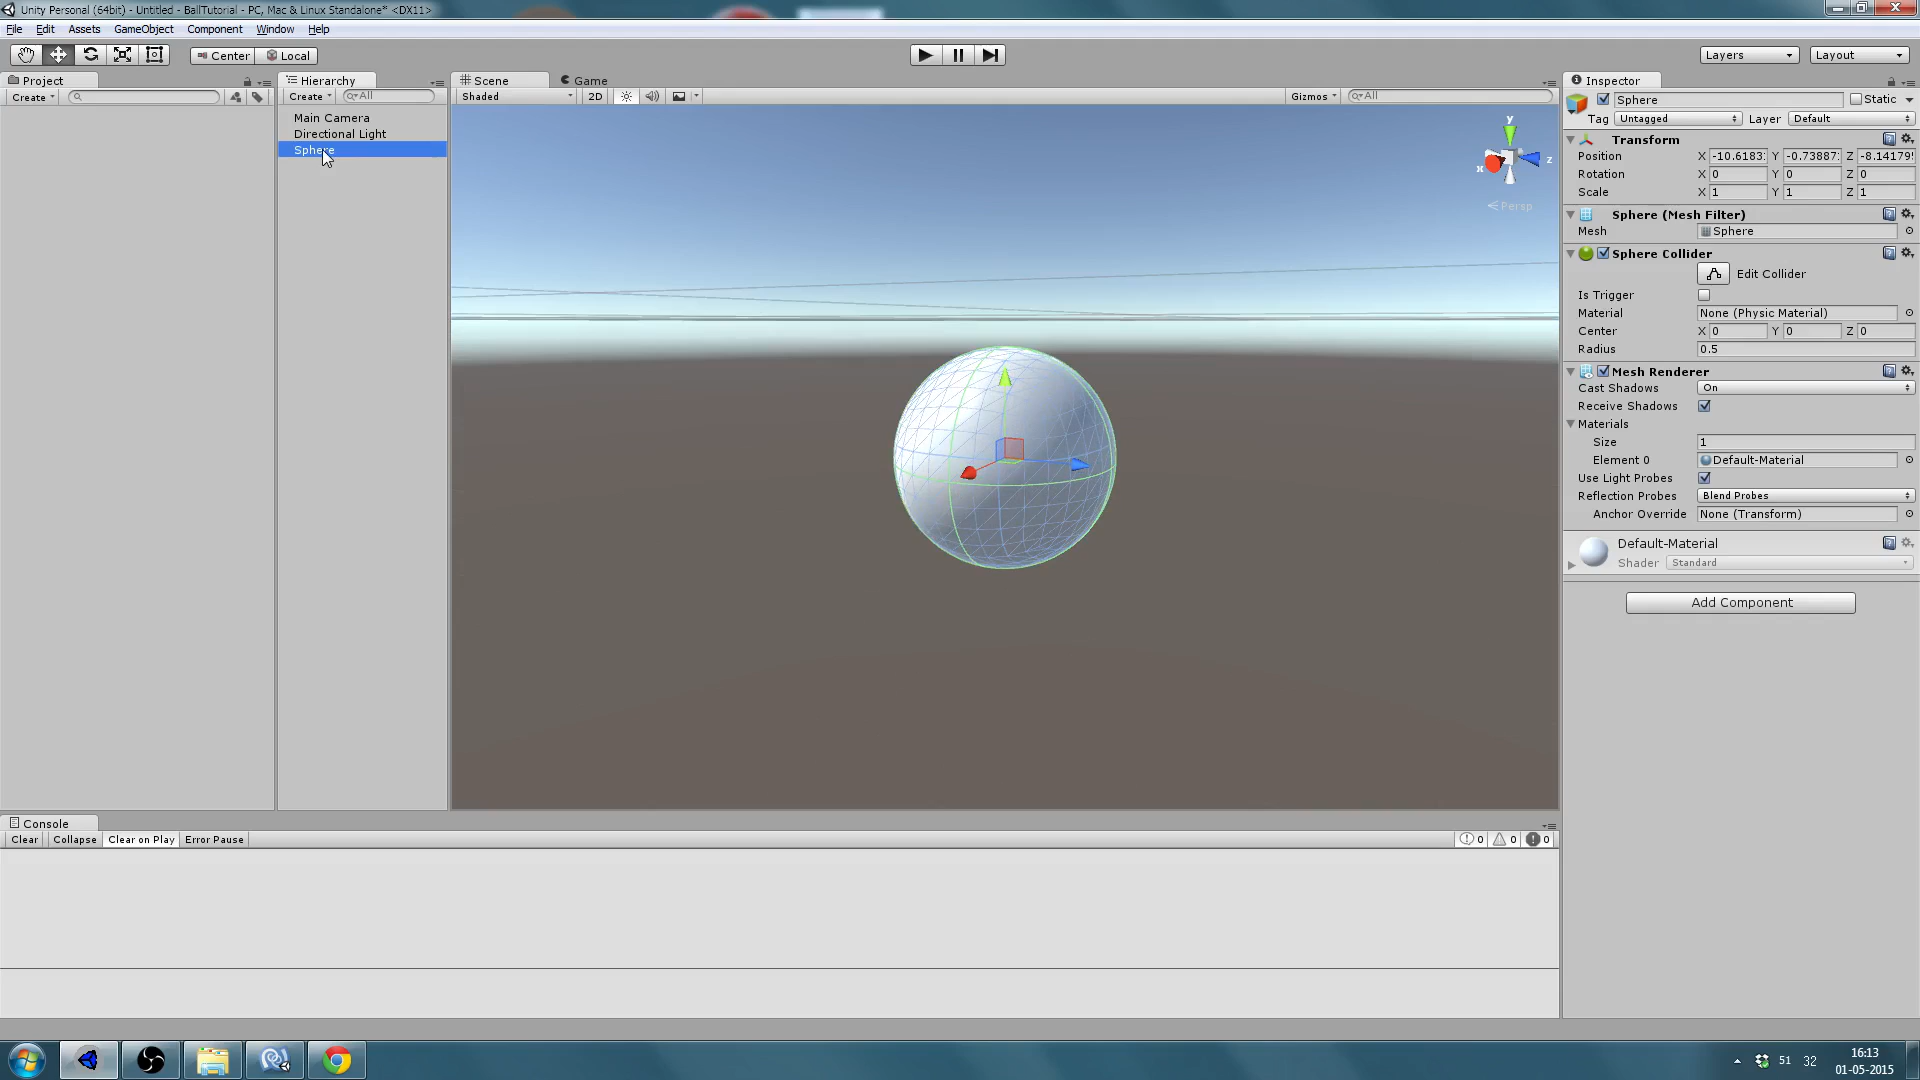 Unity Personal (64bit) - Untitled - BallTutorial - PC, Mac & Linux Standalone* <DX11>
File Edit Assets GameObject Component Window Help
Center Local Layers Layout
Project Hierarchy Scene Game Inspector
Create Create All Shaded 2D Gizmos All Sphere Static
Main Camera
Directional Light
Sphere
y
x
z
Persp
Tag Untagged Layer Default
Transform
Position X -10.6183 Y -0.73887 Z -8.14179
Rotation X 0 Y 0 Z 0
Scale X 1 Y 1 Z 1
Sphere (Mesh Filter)
Mesh Sphere
Sphere Collider
Edit Collider
Is Trigger
Material None (Physic Material)
Center X 0 Y 0 Z 0
Radius 0.5
Mesh Renderer
Cast Shadows On
Receive Shadows
Materials
Size 1
Element 0 Default-Material
Use Light Probes
Reflection Probes Blend Probes
Anchor Override None (Transform)
Default-Material
Shader Standard
Add Component
Console
Clear Collapse Clear on Play Error Pause 0 0 0
51 32 16:13
01-05-2015